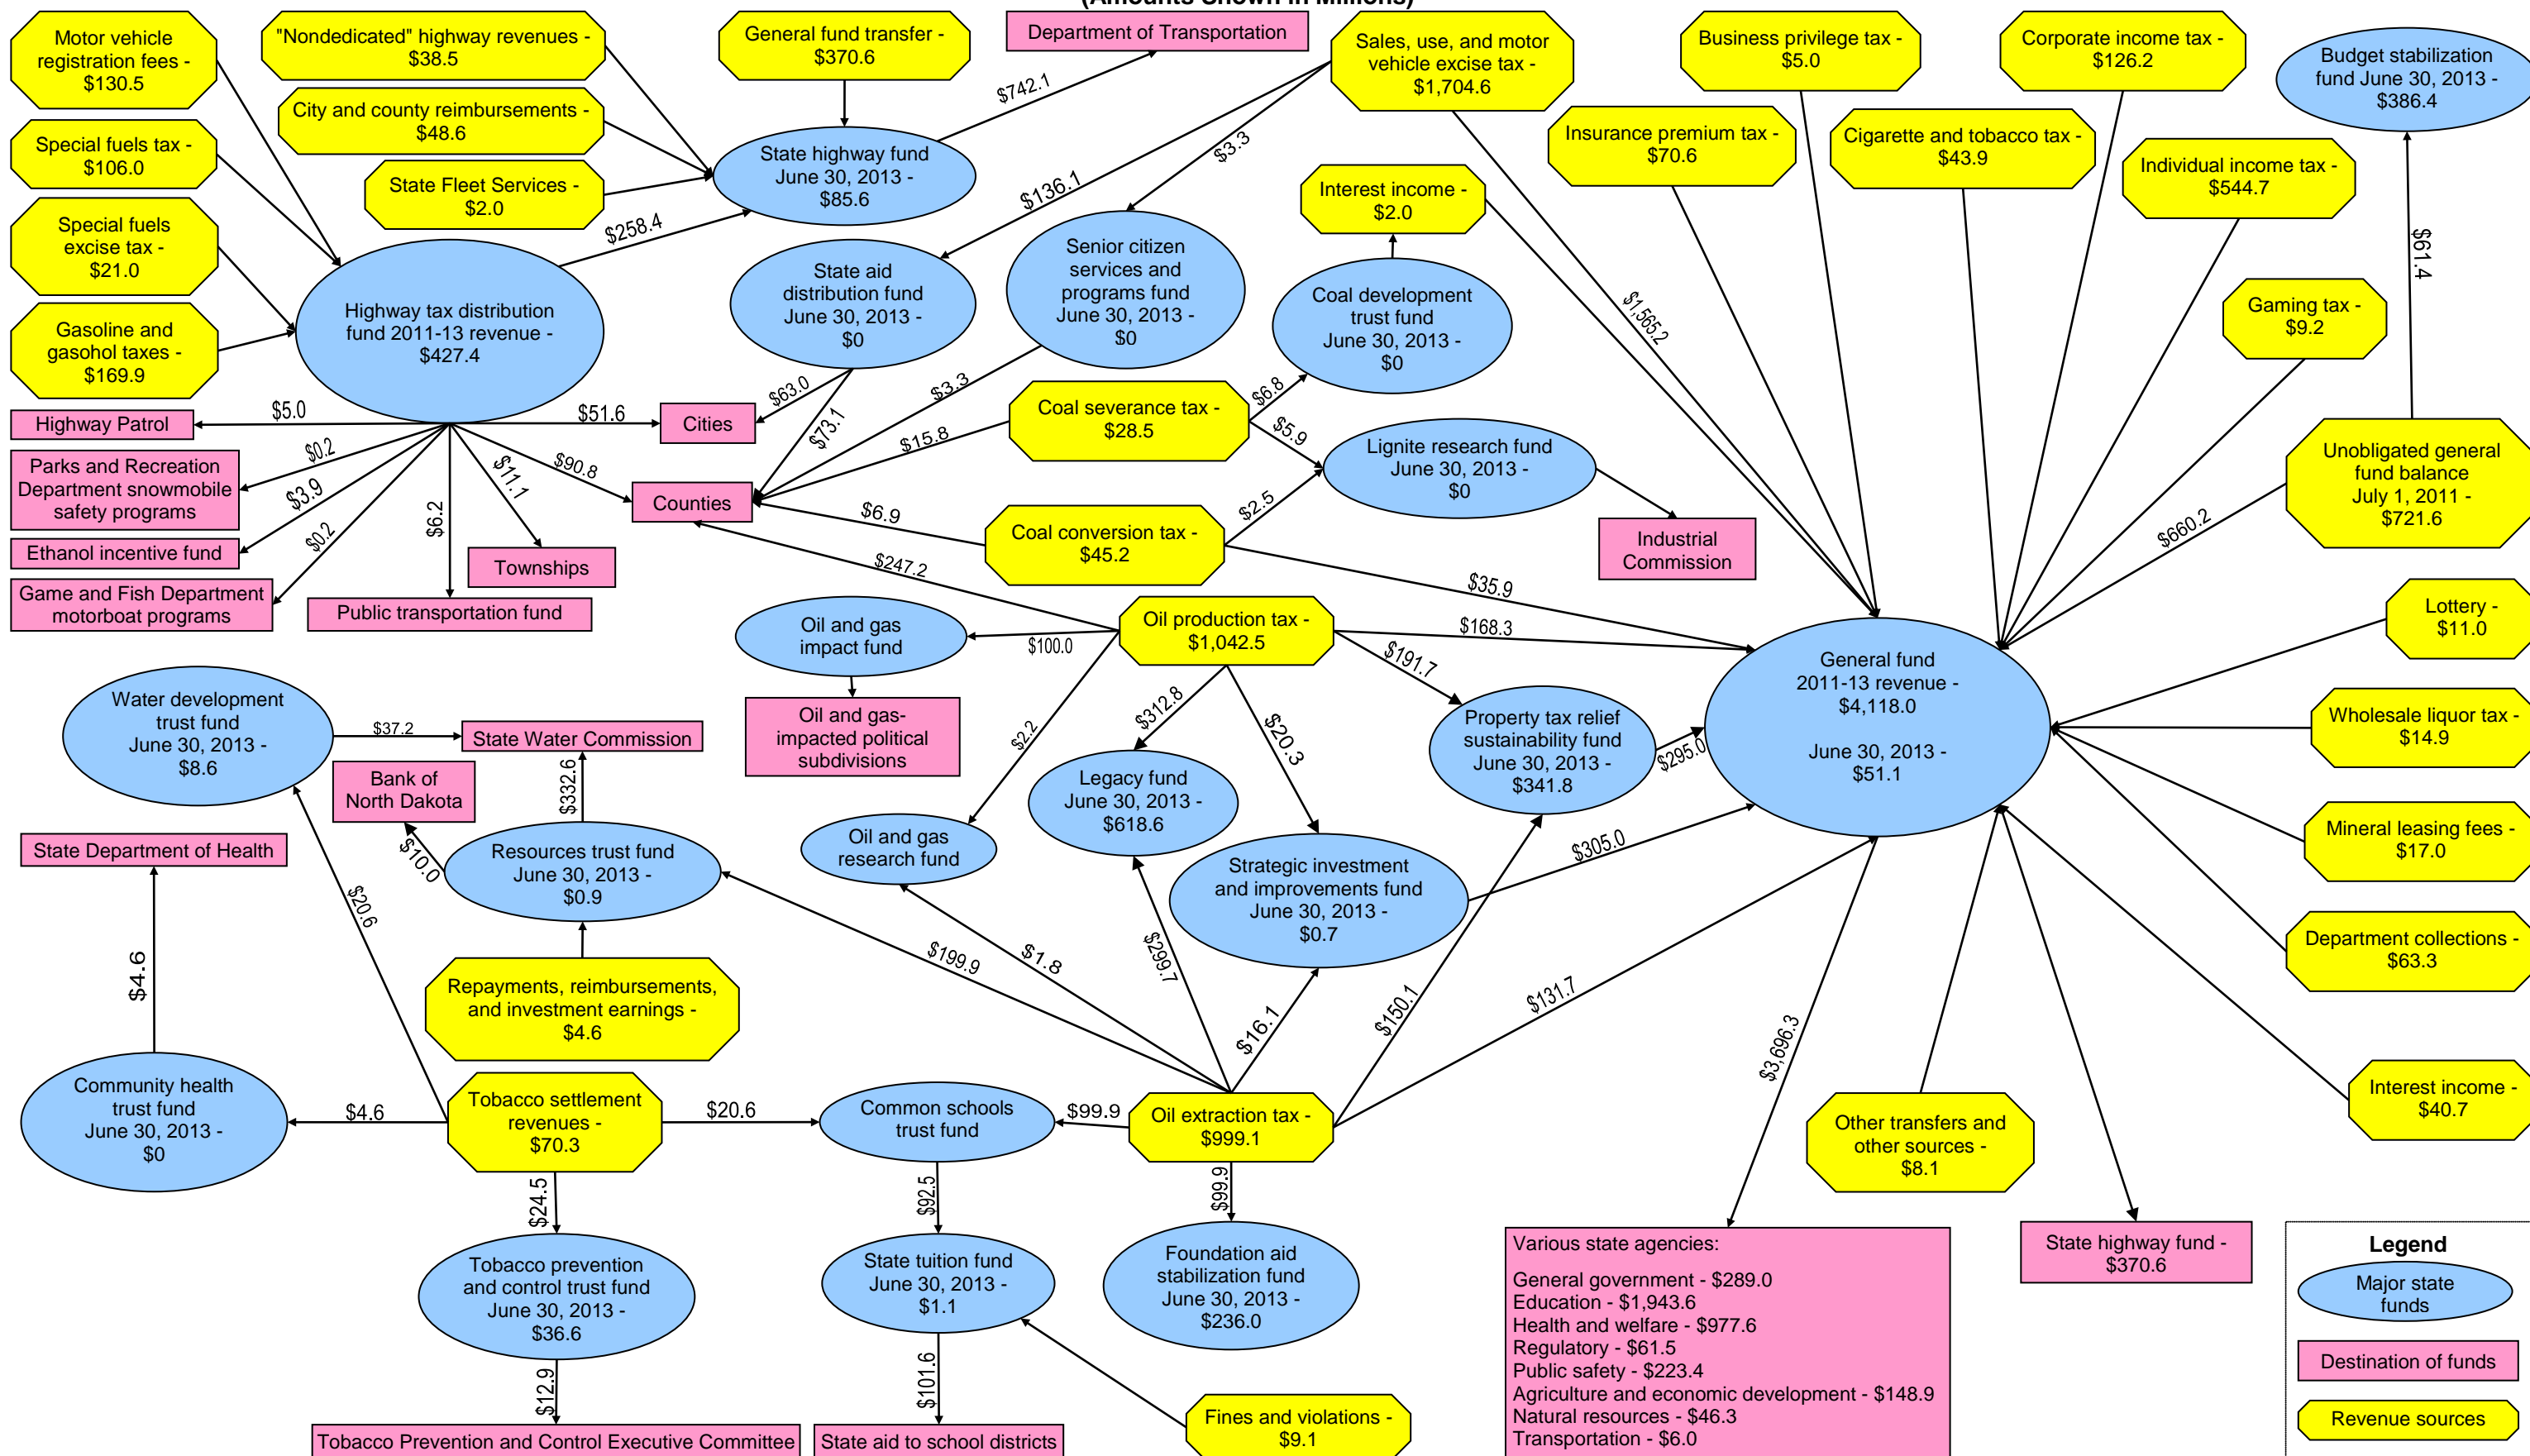 (Amounts Shown in Millions)
Motor vehicle
registration fees -
$130.5
"Nondedicated" highway revenues -
$38.5
General fund transfer -
$370.6
Department of Transportation
Sales, use, and motor
vehicle excise tax -
$1,704.6
Business privilege tax -
$5.0
Corporate income tax -
$126.2
Budget stabilization
fund June 30, 2013 -
$386.4
City and county reimbursements -
$48.6
$742.1
Insurance premium tax -
$70.6
Cigarette and tobacco tax -
$43.9
Special fuels tax -
$106.0
State Fleet Services -
$2.0
State highway fund
June 30, 2013 -
$85.6
$3.3
$136.1
Interest income -
$2.0
Individual income tax -
$544.7
Special fuels
excise tax -
$21.0
$258.4
$61.4
Highway tax distribution
fund 2011-13 revenue -
$427.4
State aid
distribution fund
June 30, 2013 -
$0
Senior citizen
services and
programs fund
June 30, 2013 -
$0
Coal development
trust fund
June 30, 2013 -
$0
$1,565.2
Gaming tax -
$9.2
Gasoline and
gasohol taxes -
$169.9
$5.0
$51.6
$63.0
$73.1
$3.3
$15.8
$6.8
$5.9
Highway Patrol
Cities
Coal severance tax -
$28.5
Lignite research fund
June 30, 2013 -
$0
Unobligated general
fund balance
July 1, 2011 -
$721.6
Parks and Recreation
Department snowmobile
safety programs
$0.2
$3.9
$0.2
$6.2
$11.1
$90.8
Counties
$6.9
$2.5
$660.2
Coal conversion tax -
$45.2
Industrial
Commission
Ethanol incentive fund
Townships
Game and Fish Department
motorboat programs
Public transportation fund
$247.2
$35.9
Oil and gas
impact fund
$100.0
Oil production tax -
$1,042.5
$168.3
$191.7
Lottery -
$11.0
Water development
trust fund
June 30, 2013 -
$8.6
$37.2
State Water Commission
Oil and gas-
impacted political
subdivisions
$2.2
$312.8
$20.3
Property tax relief
sustainability fund
June 30, 2013 -
$341.8
$295.0
General fund
2011-13 revenue -
$4,118.0
June 30, 2013 -
$51.1
Wholesale liquor tax -
$14.9
Bank of
North Dakota
$332.6
Legacy fund
June 30, 2013 -
$618.6
Mineral leasing fees -
$17.0
State Department of Health
$10.0
Resources trust fund
June 30, 2013 -
$0.9
Oil and gas
research fund
Strategic investment
and improvements fund
June 30, 2013 -
$0.7
$305.0
$20.6
$4.6
Repayments, reimbursements,
and investment earnings -
$4.6
$199.9
$1.8
$299.7
$16.1
$150.1
$131.7
$3,696.3
Department collections -
$63.3
Community health
trust fund
June 30, 2013 -
$0
$4.6
Tobacco settlement
revenues -
$70.3
$20.6
Common schools
trust fund
$99.9
Oil extraction tax -
$999.1
Other transfers and
other sources -
$8.1
Interest income -
$40.7
$24.5
$92.5
$99.9
Tobacco prevention
and control trust fund
June 30, 2013 -
$36.6
State tuition fund
June 30, 2013 -
$1.1
Foundation aid
stabilization fund
June 30, 2013 -
$236.0
Various state agencies:
General government - $289.0
Education - $1,943.6
Health and welfare - $977.6
Regulatory - $61.5
Public safety - $223.4
Agriculture and economic development - $148.9
Natural resources - $46.3
Transportation - $6.0
State highway fund -
$370.6
Legend
Major state
funds
Destination of funds
Revenue sources
$12.9
$101.6
Fines and violations -
$9.1
Tobacco Prevention and Control Executive Committee
State aid to school districts